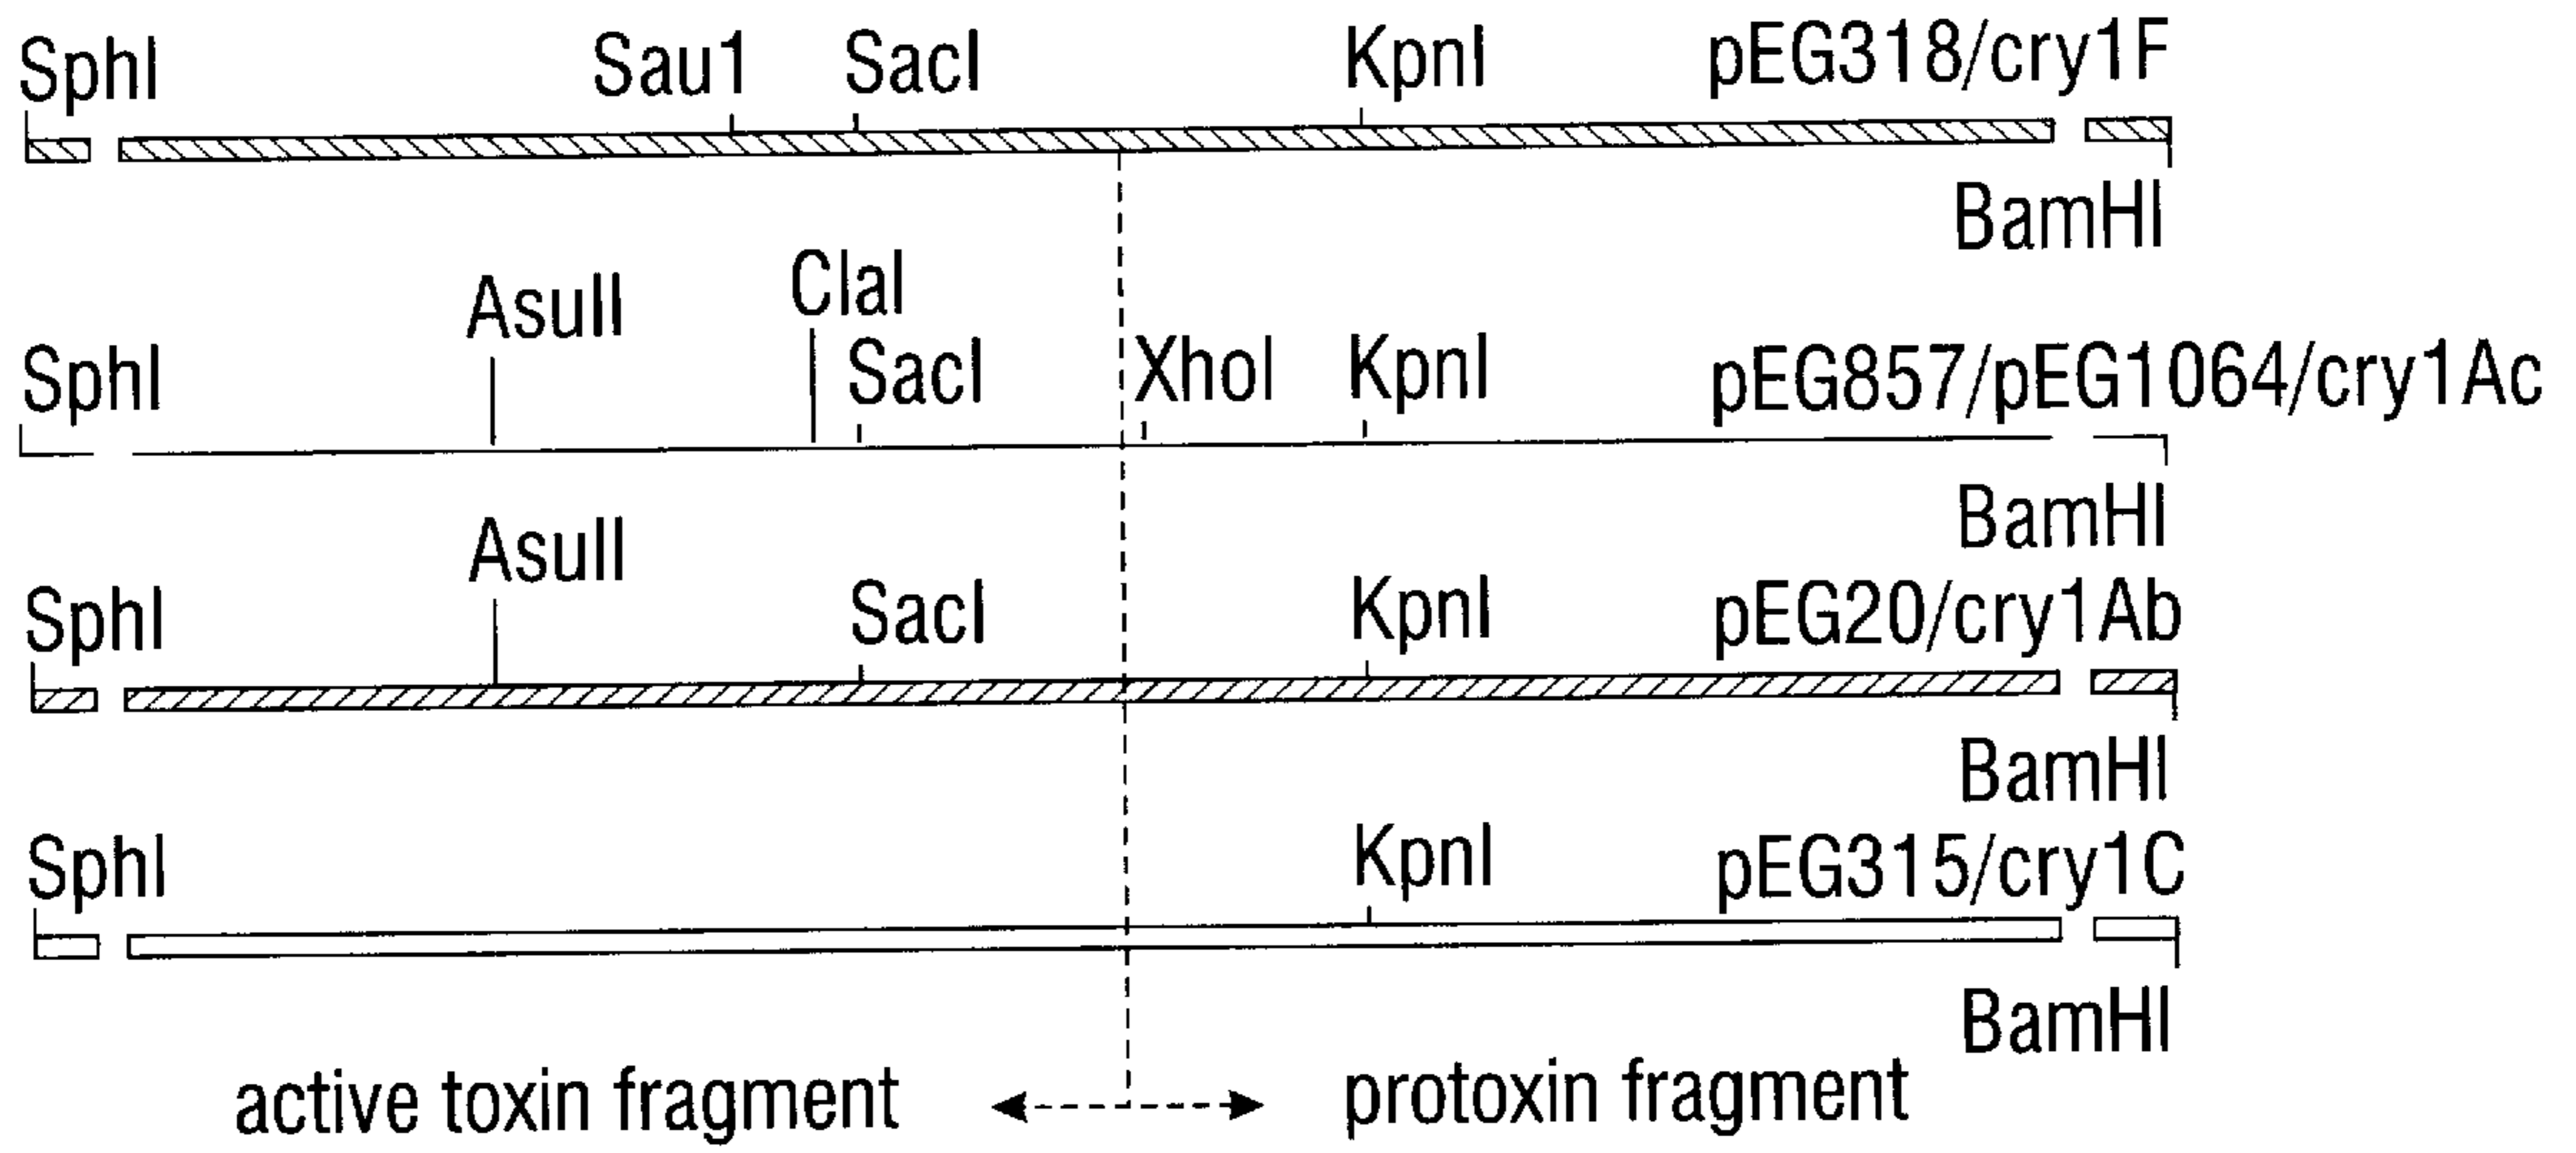 SphI Sau1 SacI KpnI pEG318/cry1F
BamHI
AsuII ClaI
SphI SacI XhoI KpnI pEG857/pEG1064/cry1Ac
BamHI
AsuII
SphI SacI KpnI pEG20/cry1Ab
BamHI
SphI KpnI pEG315/cry1C
BamHI
active toxin fragment protoxin fragment